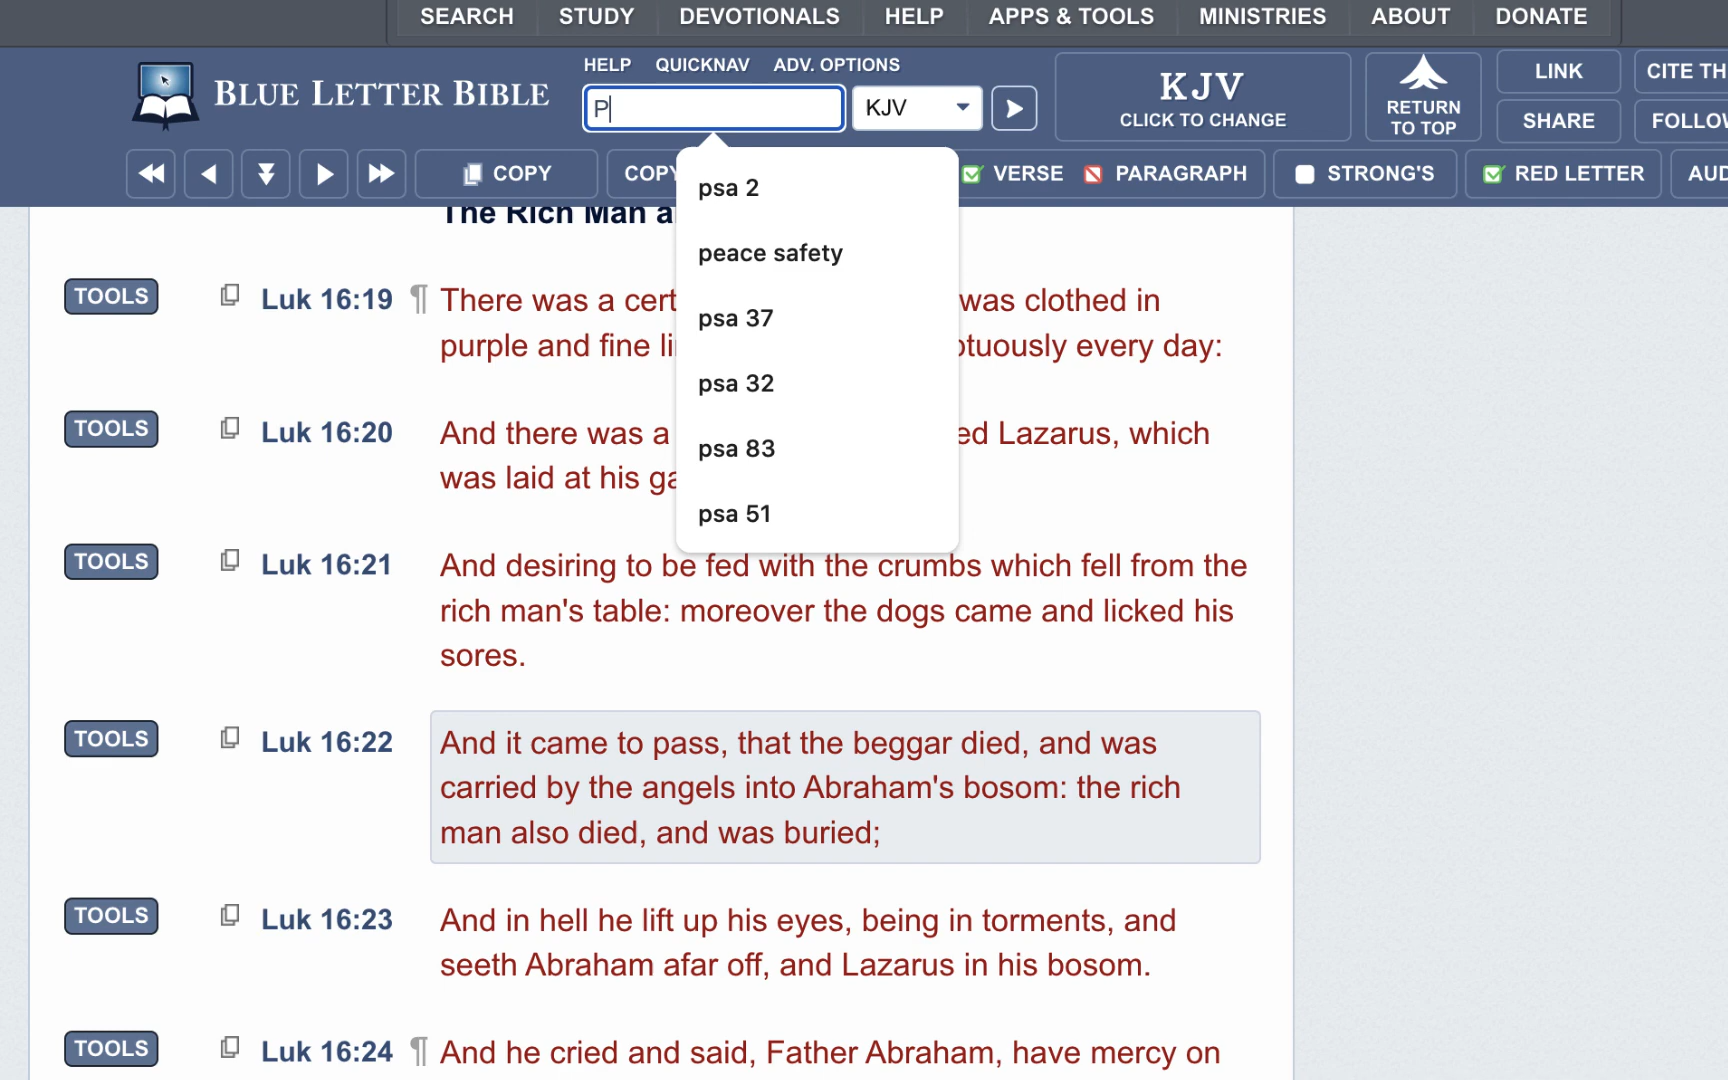 SEARCH STUDY DEVOTIONALS HELP APPS & TOOLS MINISTRIES ABOUT DONATE
BLUE LETTER BIBLE
HELP QUICKNAV ADV. OPTIONS
P
KJV
KJV
CLICK TO CHANGE
RETURN
TO TOP
LINK
SHARE
CITE TH
FOLLOW
COPY
COPY
VERSE
PARAGRAPH
STRONG'S
RED LETTER
AUD
psa 2
peace safety
psa 37
psa 32
psa 83
psa 51
The Rich Man a
TOOLS Luk 16:19 ¶ There was a cert was clothed in
purple and fine li ptuously every day:
TOOLS Luk 16:20 And there was a ed Lazarus, which
was laid at his ga
TOOLS Luk 16:21 And desiring to be fed with the crumbs which fell from the
rich man's table: moreover the dogs came and licked his
sores.
TOOLS Luk 16:22 And it came to pass, that the beggar died, and was
carried by the angels into Abraham's bosom: the rich
man also died, and was buried;
TOOLS Luk 16:23 And in hell he lift up his eyes, being in torments, and
seeth Abraham afar off, and Lazarus in his bosom.
TOOLS Luk 16:24 ¶ And he cried and said, Father Abraham, have mercy on